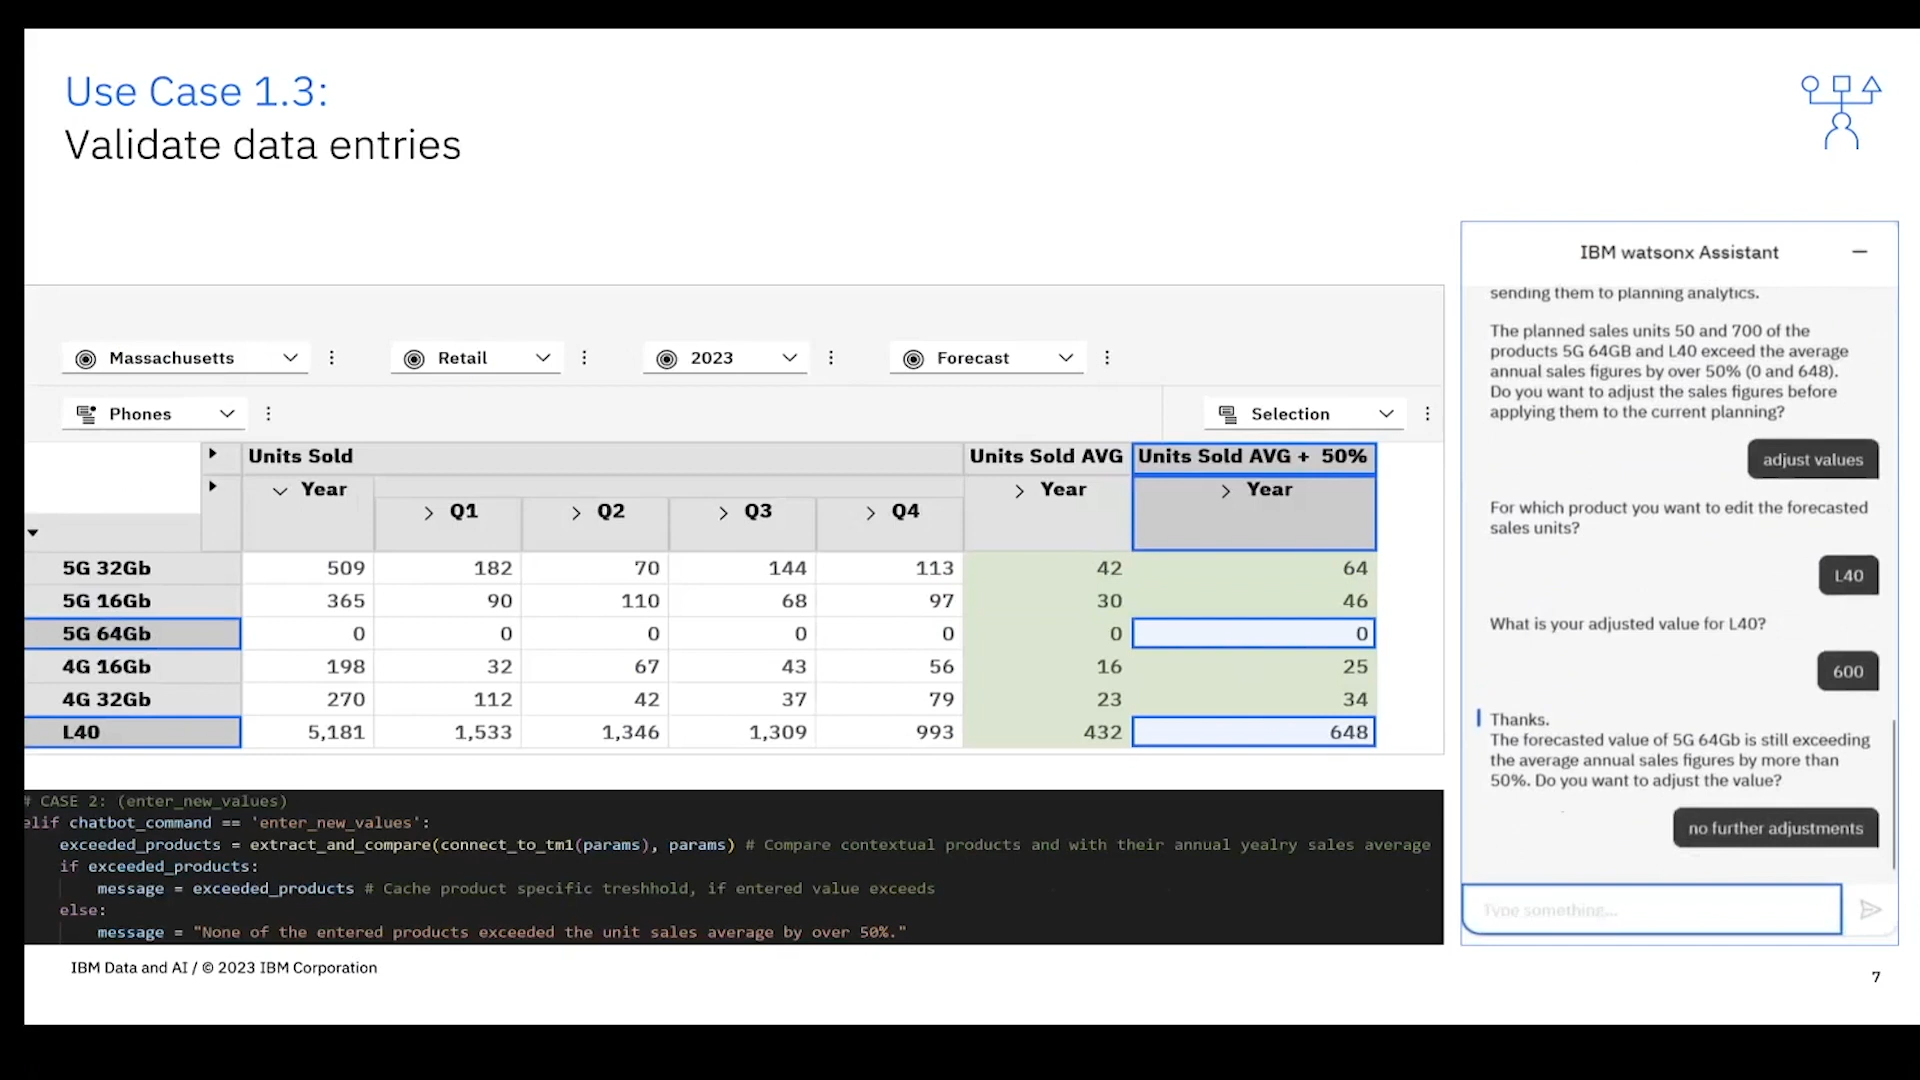 Use Case 1.3:
Validate data entries
Massachusetts Retail 2023 Forecast
Phones Selection
Units Sold Units Sold AVG Units Sold AVG + 50%
Year Q1 Q2 Q3 Q4 Year Year
5G 32Gb 509 182 70 144 113 42 64
5G 16Gb 365 90 110 68 97 30 46
5G 64Gb 0 0 0 0 0 0 0
4G 16Gb 198 32 67 43 56 16 25
4G 32Gb 270 112 42 37 79 23 34
L40 5,181 1,533 1,346 1,309 993 432 648
# CASE 2: (enter_new_values)
elif chatbot_command == 'enter_new_values':
exceeded_products = extract_and_compare(connect_to_tm1(params), params) # Compare contextual products and with their annual yealry sales average
if exceeded_products:
message = exceeded_products # Cache product specific treshhold, if entered value exceeds
else:
message = "None of the entered products exceeded the unit sales average by over 50%."
IBM watsonx Assistant
sending them to planning analytics.
The planned sales units 50 and 700 of the
products 5G 64GB and L40 exceed the average
annual sales figures by over 50% (0 and 648).
Do you want to adjust the sales figures before
applying them to the current planning?
adjust values
For which product you want to edit the forecasted
sales units?
L40
What is your adjusted value for L40?
600
Thanks.
The forecasted value of 5G 64Gb is still exceeding
the average annual sales figures by more than
50%. Do you want to adjust the value?
no further adjustments
Type something...
IBM Data and AI / © 2023 IBM Corporation
7